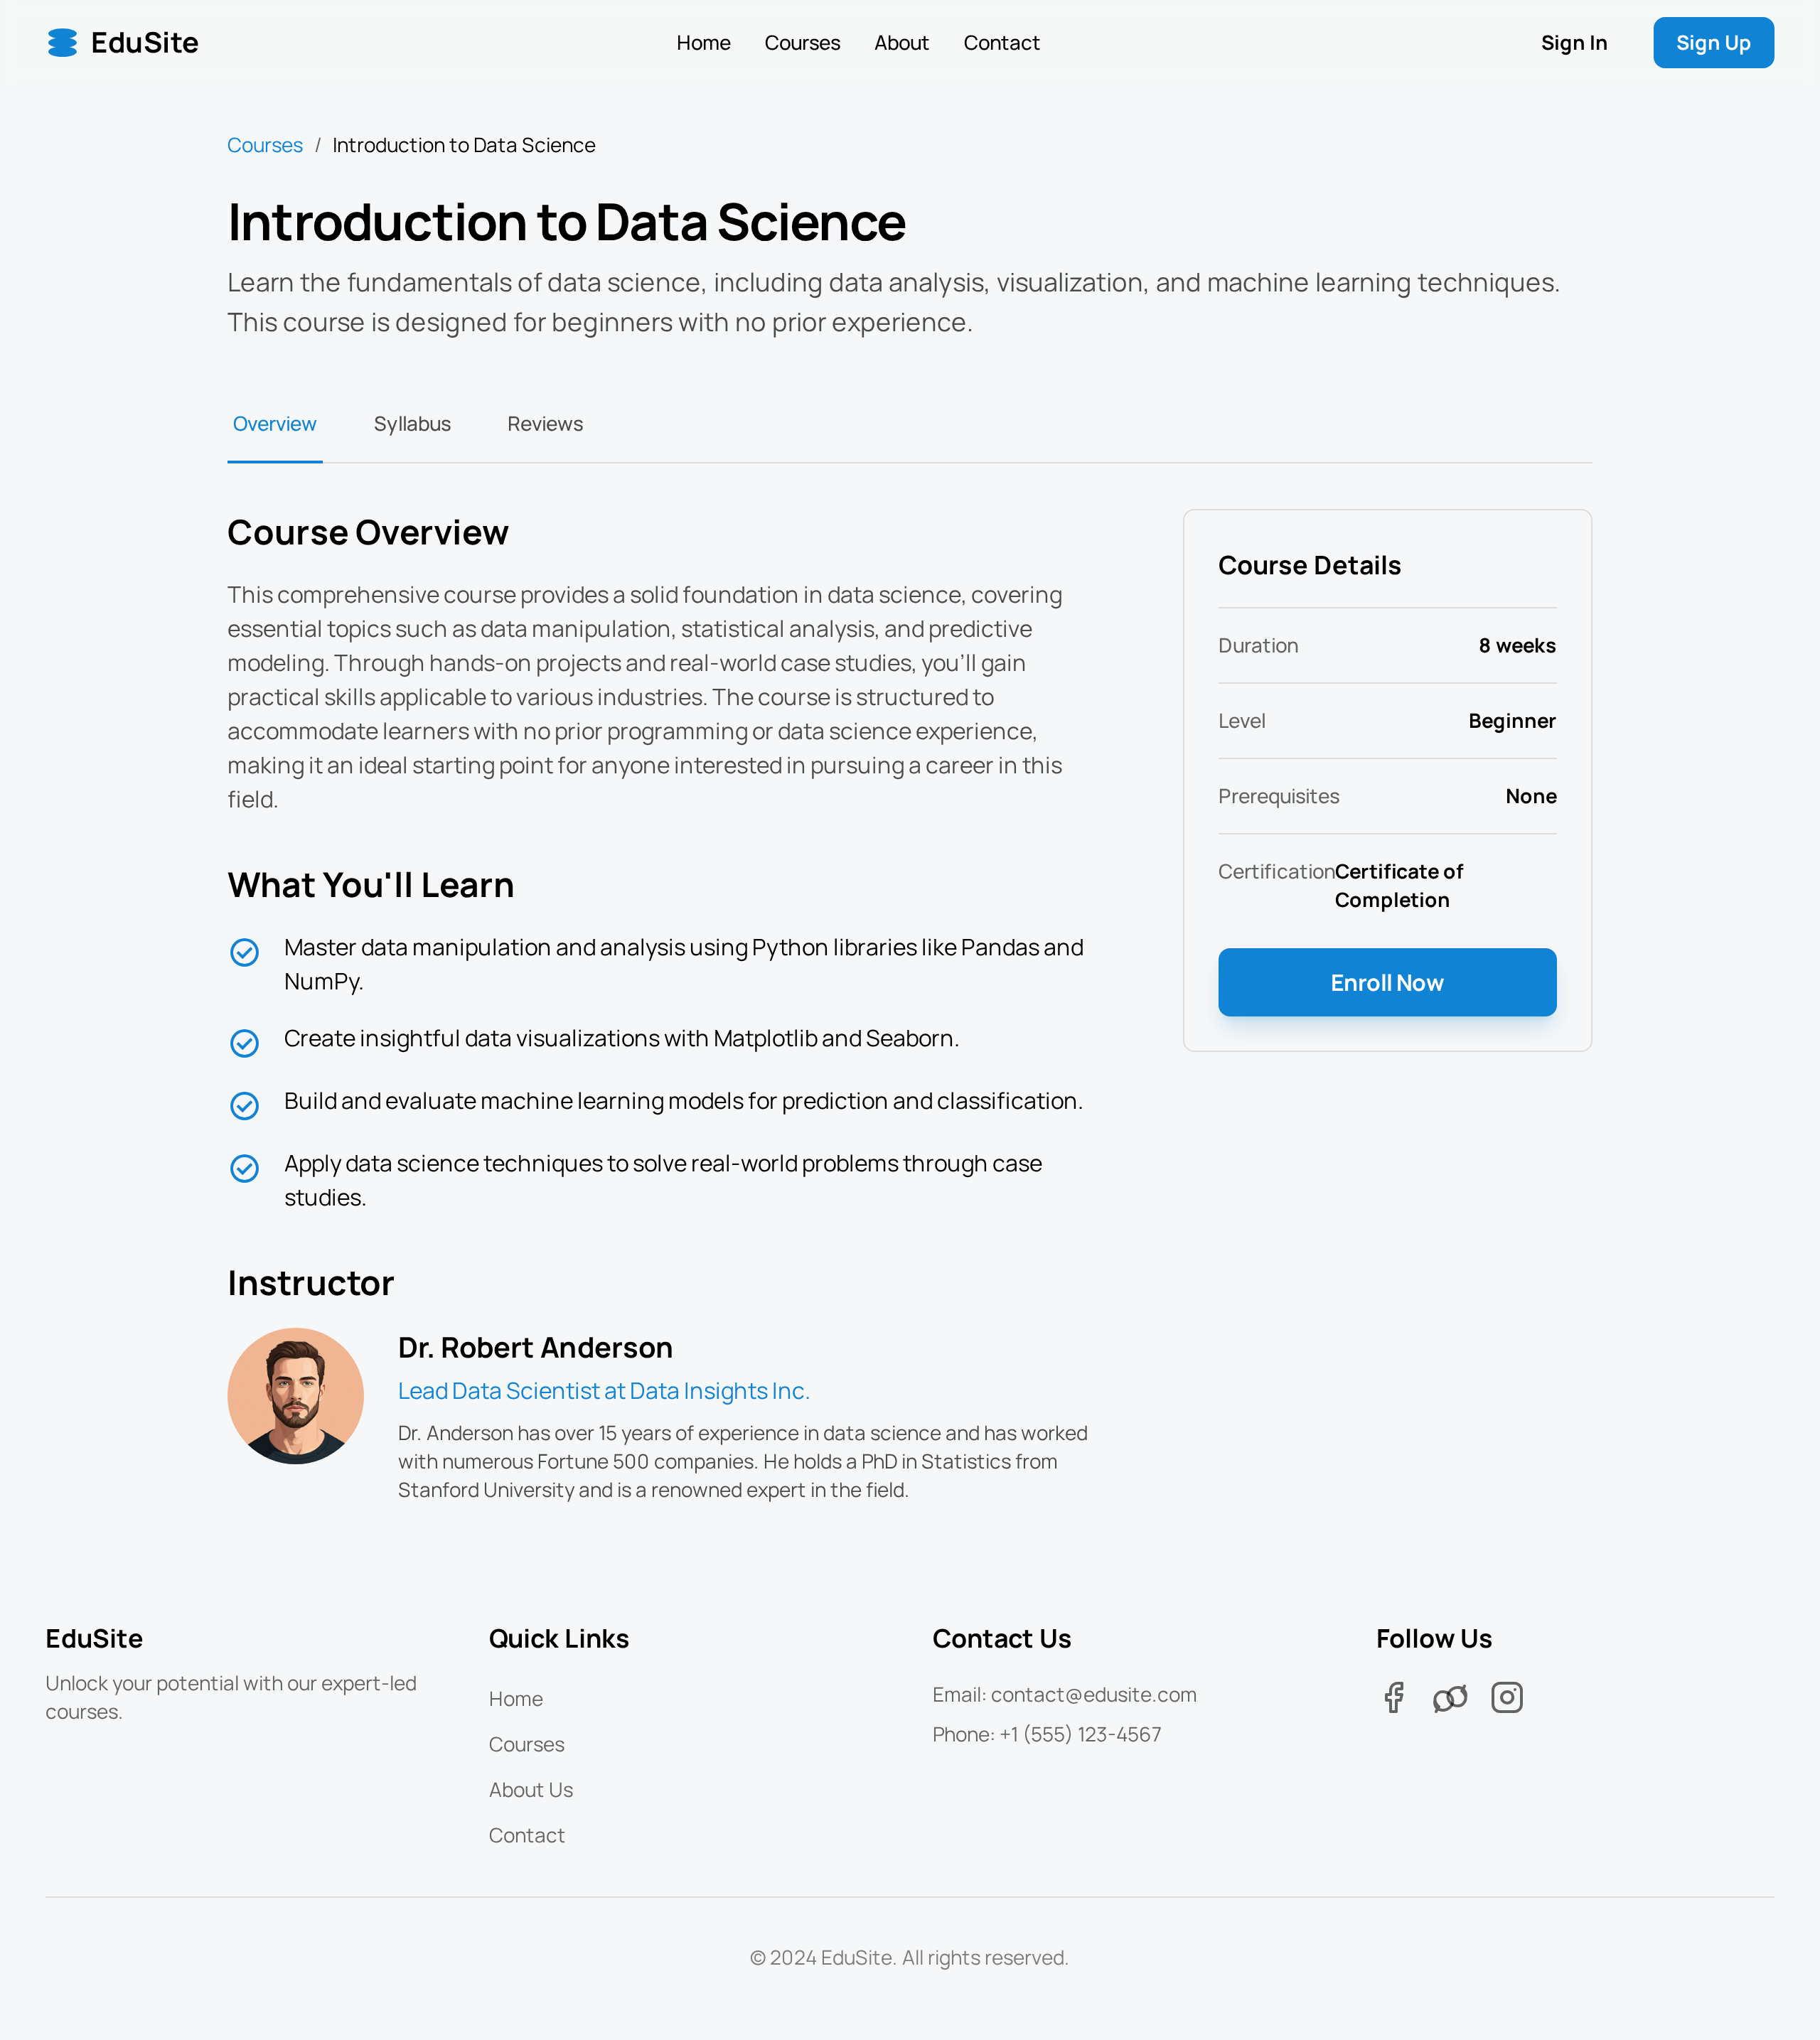 EduSite
Home
Courses
About
Contact
Sign In
Sign Up
Courses / Introduction to Data Science
Introduction to Data Science
Learn the fundamentals of data science, including data analysis, visualization, and machine learning techniques.
This course is designed for beginners with no prior experience.
Overview
Syllabus
Reviews
Course Overview
This comprehensive course provides a solid foundation in data science, covering
essential topics such as data manipulation, statistical analysis, and predictive
modeling. Through hands-on projects and real-world case studies, you'll gain
practical skills applicable to various industries. The course is structured to
accommodate learners with no prior programming or data science experience,
making it an ideal starting point for anyone interested in pursuing a career in this
field.
What You'll Learn
Master data manipulation and analysis using Python libraries like Pandas and
NumPy.
Create insightful data visualizations with Matplotlib and Seaborn.
Build and evaluate machine learning models for prediction and classification.
Apply data science techniques to solve real-world problems through case
studies.
Instructor
Dr. Robert Anderson
Lead Data Scientist at Data Insights Inc.
Dr. Anderson has over 15 years of experience in data science and has worked
with numerous Fortune 500 companies. He holds a PhD in Statistics from
Stanford University and is a renowned expert in the field.
Course Details
Duration 8 weeks
Level Beginner
Prerequisites None
Certification Certificate of
Completion
Enroll Now
EduSite
Unlock your potential with our expert-led
courses.
Quick Links
Home
Courses
About Us
Contact
Contact Us
Email: contact@edusite.com
Phone: +1 (555) 123-4567
Follow Us
© 2024 EduSite. All rights reserved.